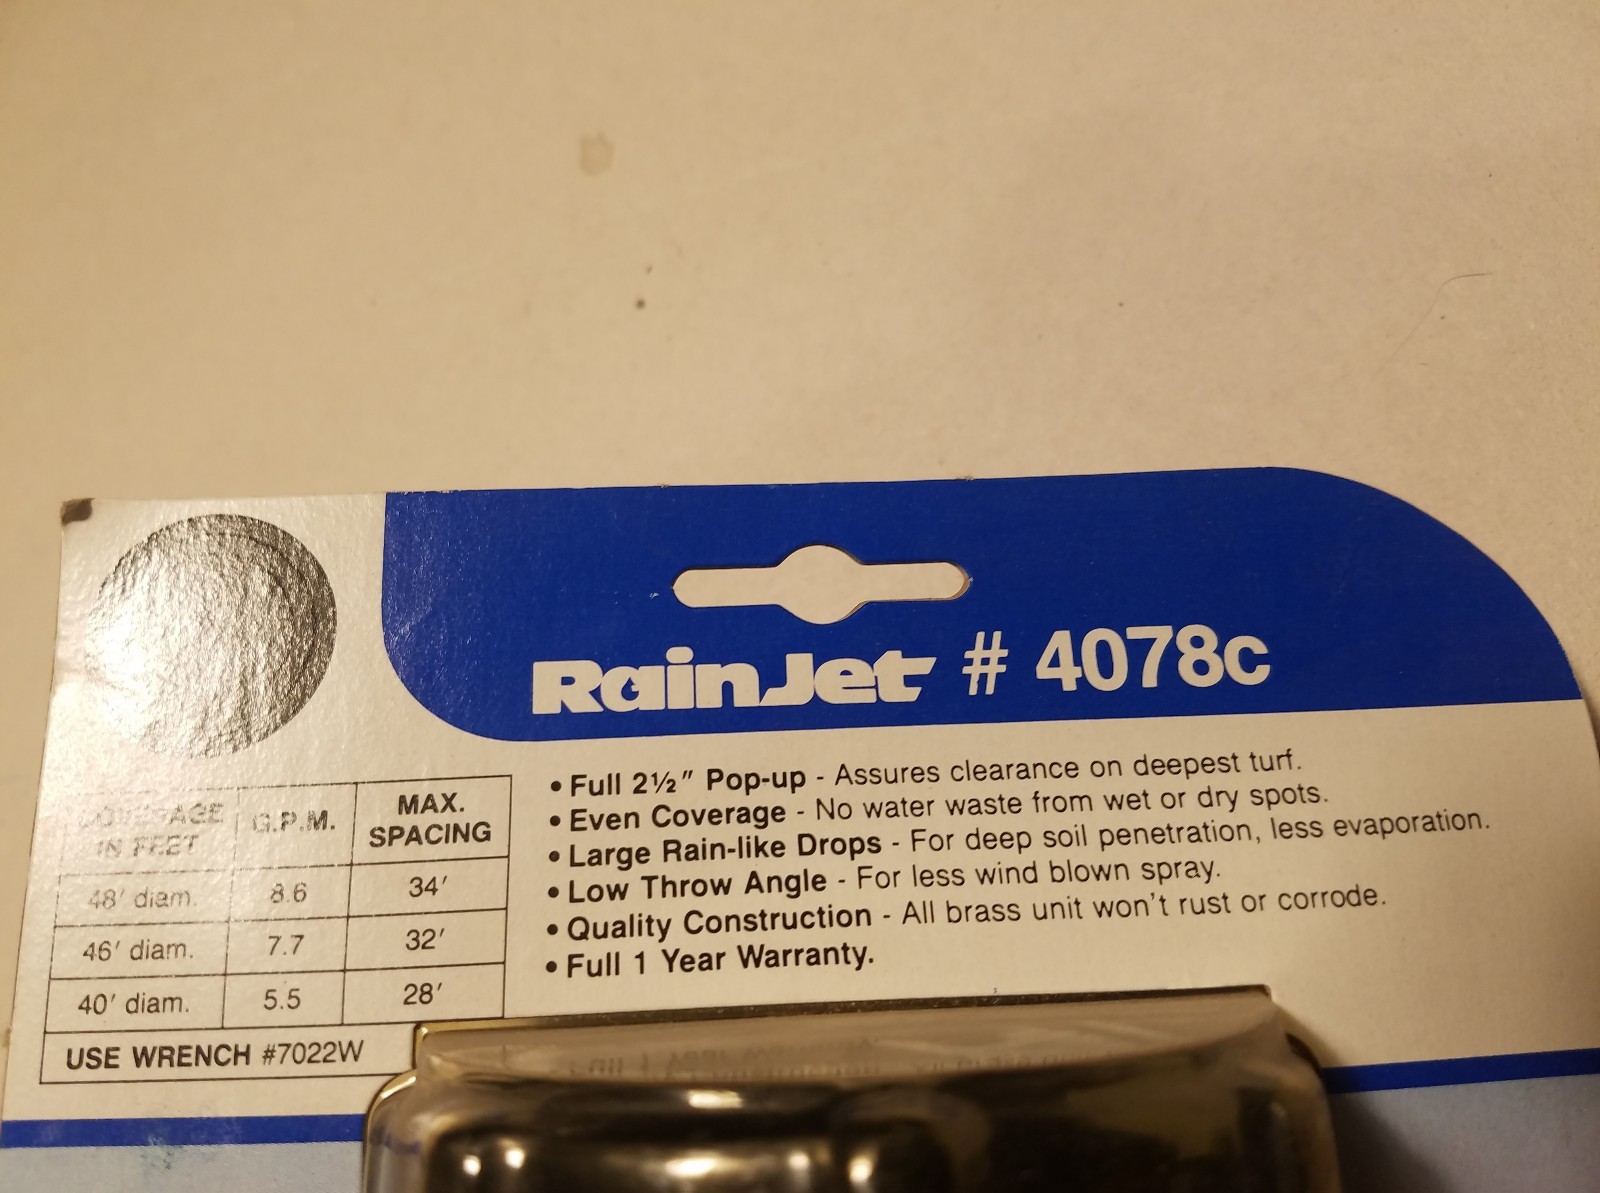 RainJet # 4078c
COVERAGE IN FEET G.P.M. MAX. SPACING
48' diam. 8.6 34'
46' diam. 7.7 32'
40' diam. 5.5 28'
USE WRENCH #7022W
• Full 2½" Pop-up - Assures clearance on deepest turf.
• Even Coverage - No water waste from wet or dry spots.
• Large Rain-like Drops - For deep soil penetration, less evaporation.
• Low Throw Angle - For less wind blown spray.
• Quality Construction - All brass unit won't rust or corrode.
• Full 1 Year Warranty.